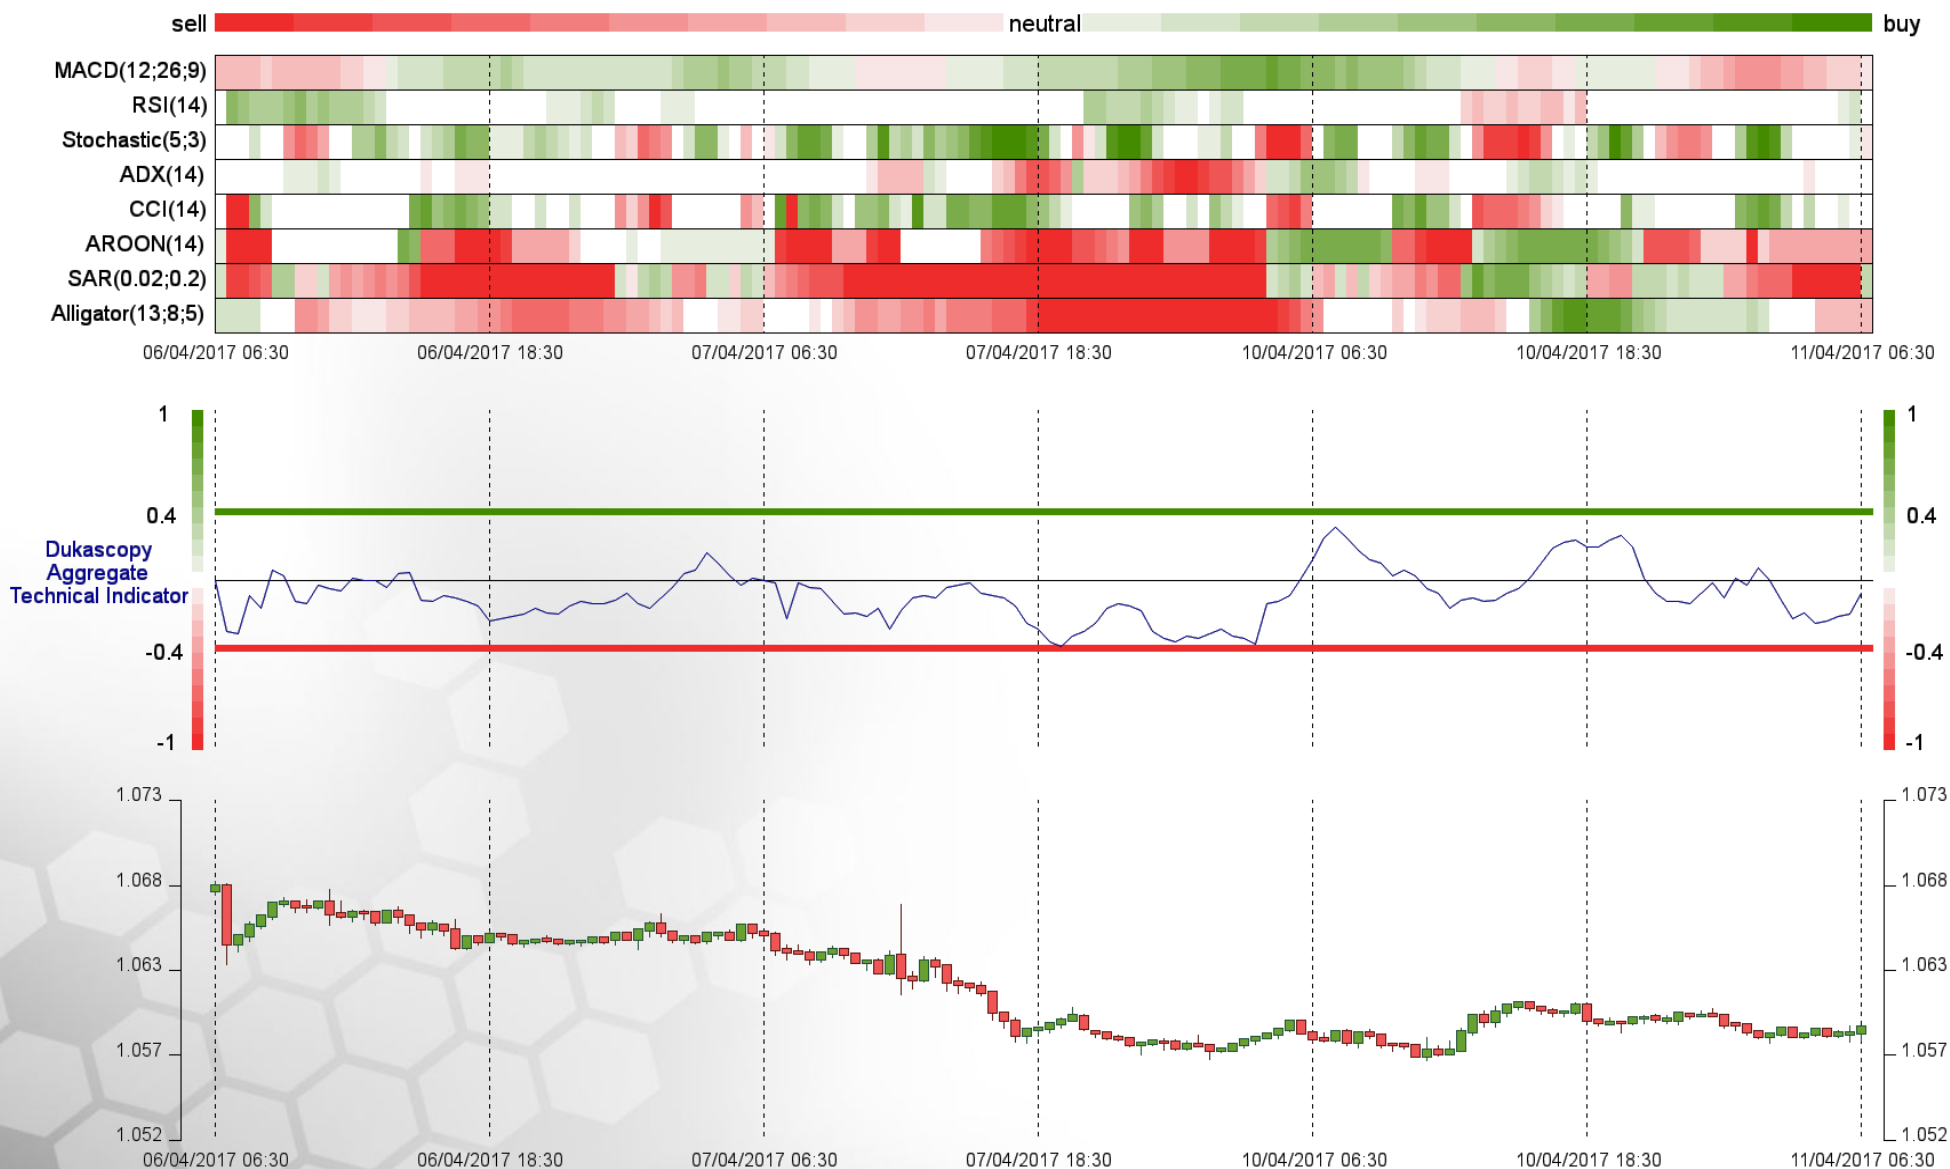 sell neutral buy
MACD(12;26;9)
RSI(14)
Stochastic(5;3)
ADX(14)
CCI(14)
AROON(14)
SAR(0.02;0.2)
Alligator(13;8;5)
06/04/2017 06:30 06/04/2017 18:30 07/04/2017 06:30 07/04/2017 18:30 10/04/2017 06:30 10/04/2017 18:30 11/04/2017 06:30
1 1
0.4 0.4
Dukascopy
Aggregate
Technical Indicator
-0.4 -0.4
-1 -1
1.073 1.073
1.068 1.068
1.063 1.063
1.057 1.057
1.052 1.052
06/04/2017 06:30 06/04/2017 18:30 07/04/2017 06:30 07/04/2017 18:30 10/04/2017 06:30 10/04/2017 18:30 11/04/2017 06:30